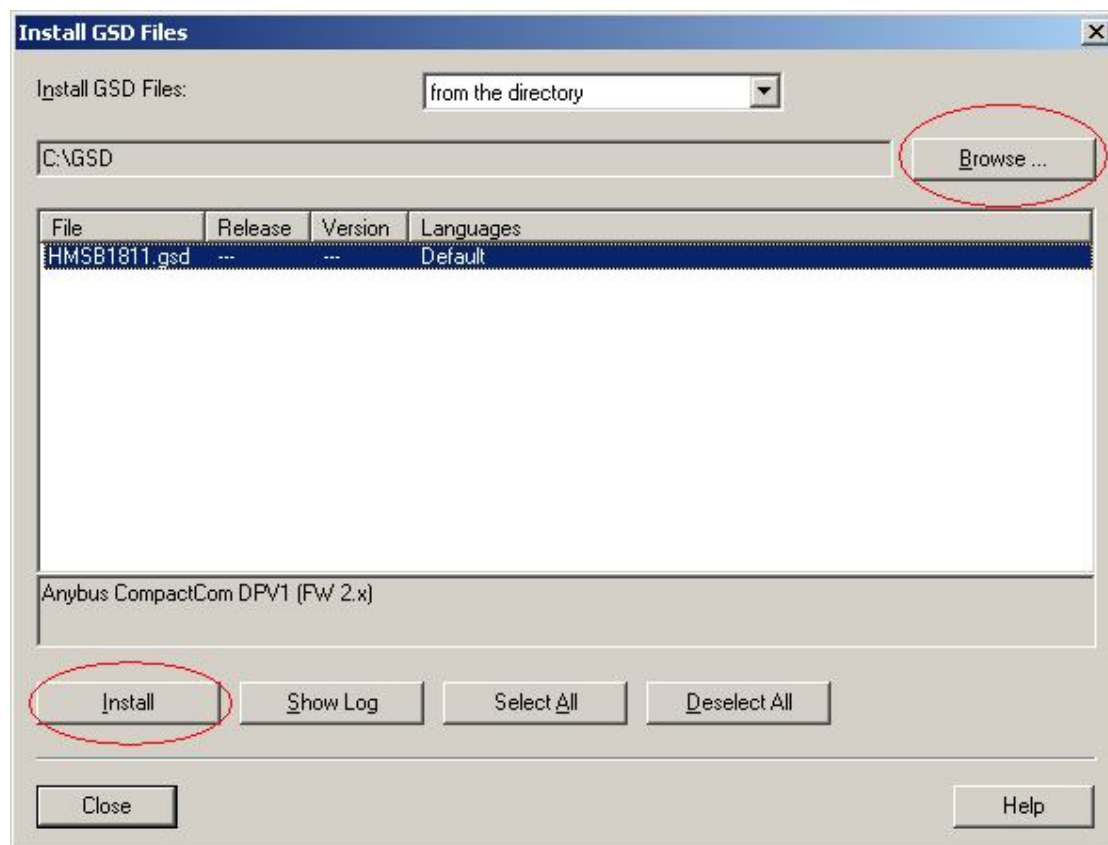 Install GSD Files
Install GSD Files:
from the directory
C:\GSD
Browse ...
File Release Version Languages
HMSB1811.gsd --- --- Default
Anybus CompactCom DPV1 (FW 2.x)
Install Show Log Select All Deselect All
Close Help